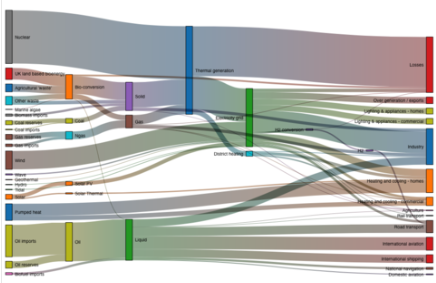 Nuclear
Thermal generation
Losses
UK land based bioenergy
Bio-conversion
Agricultural waste
Solid
Other waste
Over generation / exports
Marine algae
Biomass imports
Lighting & appliances - homes
Coal reserves
Coal
Gas
Electricity grid
Lighting & appliances - commercial
Coal imports
Gas reserves
Ngas
H2 conversion
Industry
Gas imports
District heating
H2
Wind
Wave
Geothermal
Hydro
Tidal
Solar
Solar PV
Solar Thermal
Heating and cooling - homes
Heating and cooling - commercial
Agriculture
Rail transport
Pumped heat
Road transport
Oil imports
Oil
Liquid
International aviation
International shipping
Oil reserves
National navigation
Biofuel imports
Domestic aviation